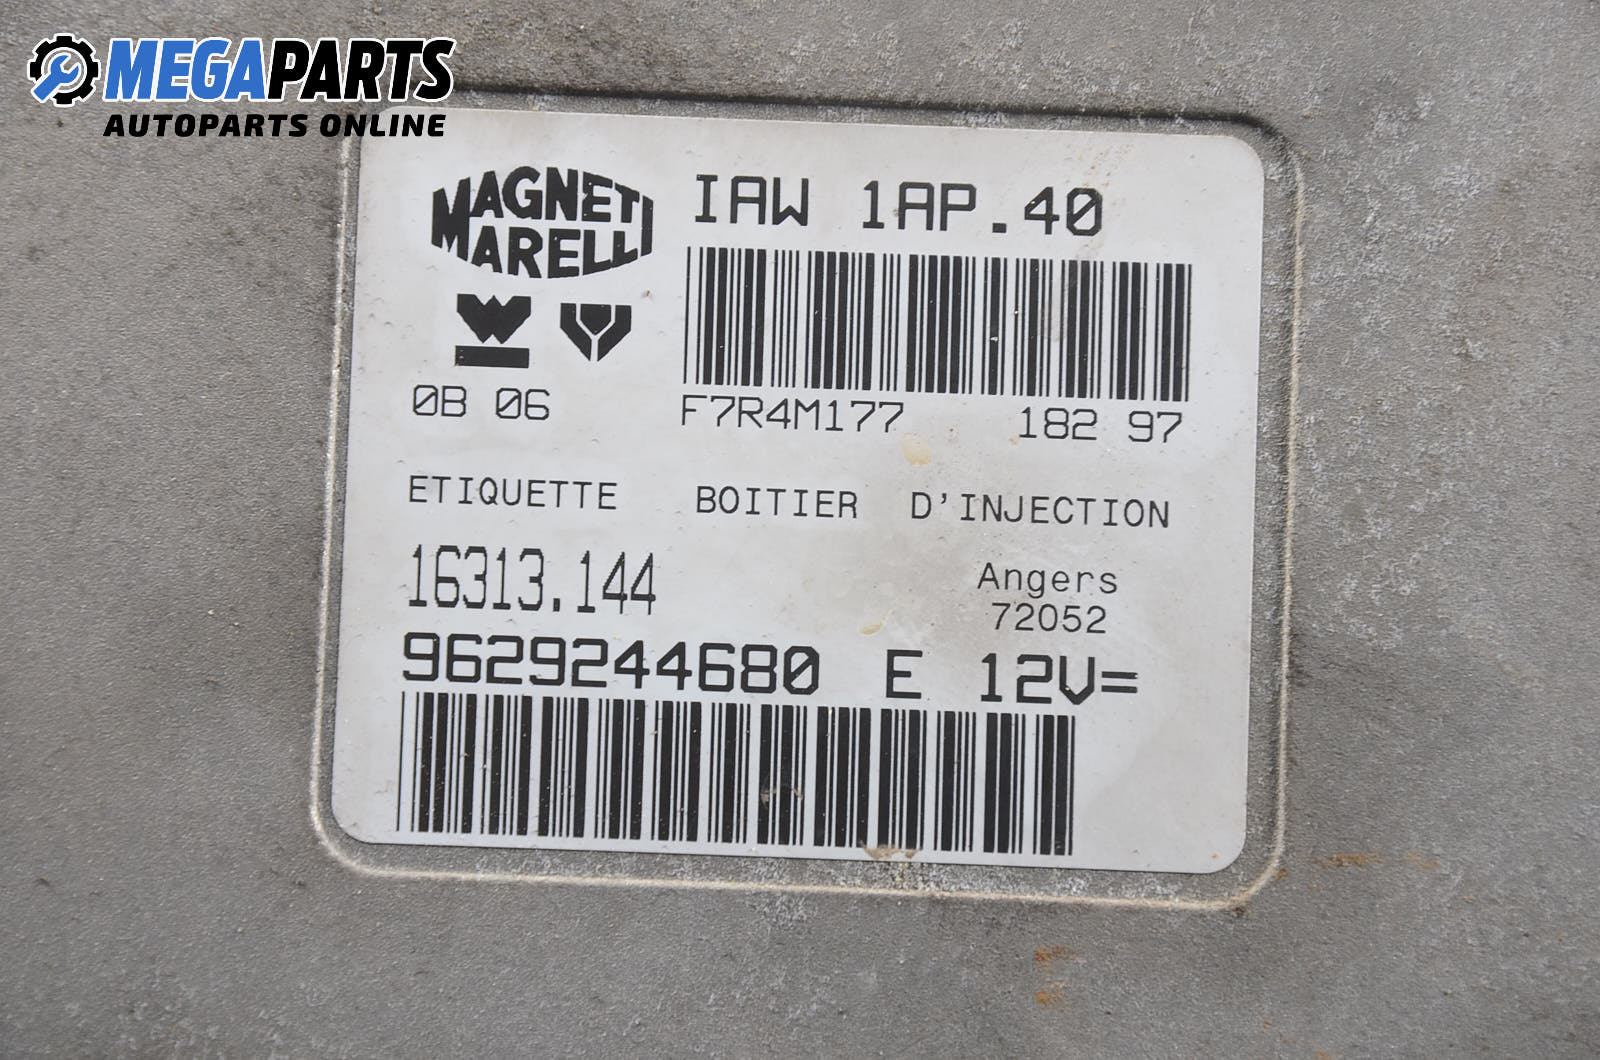 MEGAPARTS
AUTOPARTS ONLINE
MAGNETI MARELLI
IAW 1AP.40
0B 06 F7R4M177 182 97
ETIQUETTE BOITIER D'INJECTION
16313.144
Angers
72052
9629244680 E 12V=